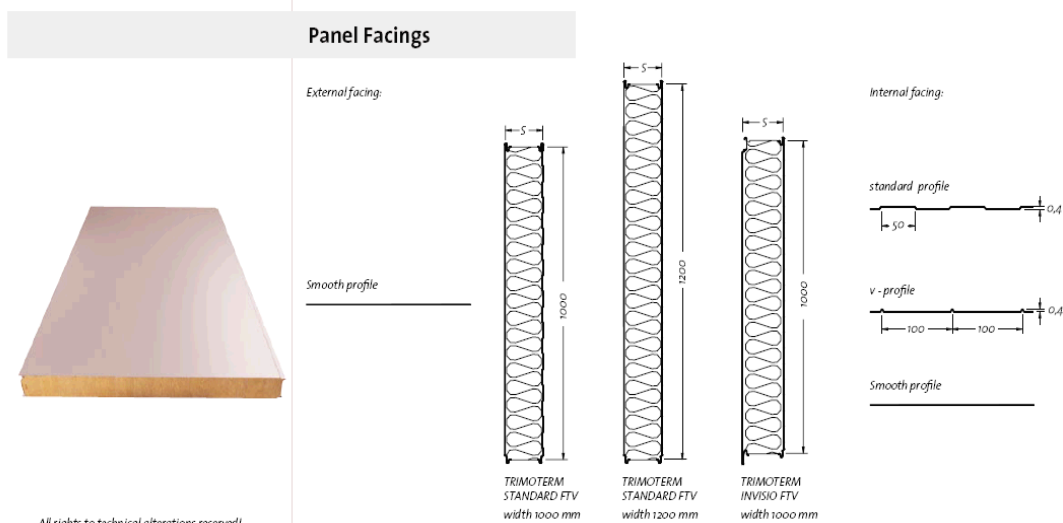 Panel Facings
External facing:
Smooth profile
S
1000
TRIMOTERM
STANDARD FTV
width 1000 mm
S
1200
TRIMOTERM
STANDARD FTV
width 1200 mm
S
1000
TRIMOTERM
INVISIO FTV
width 1000 mm
Internal facing:
standard profile
0,4
50
v - profile
0,4
100 100
Smooth profile
All rights to technical alterations reserved!